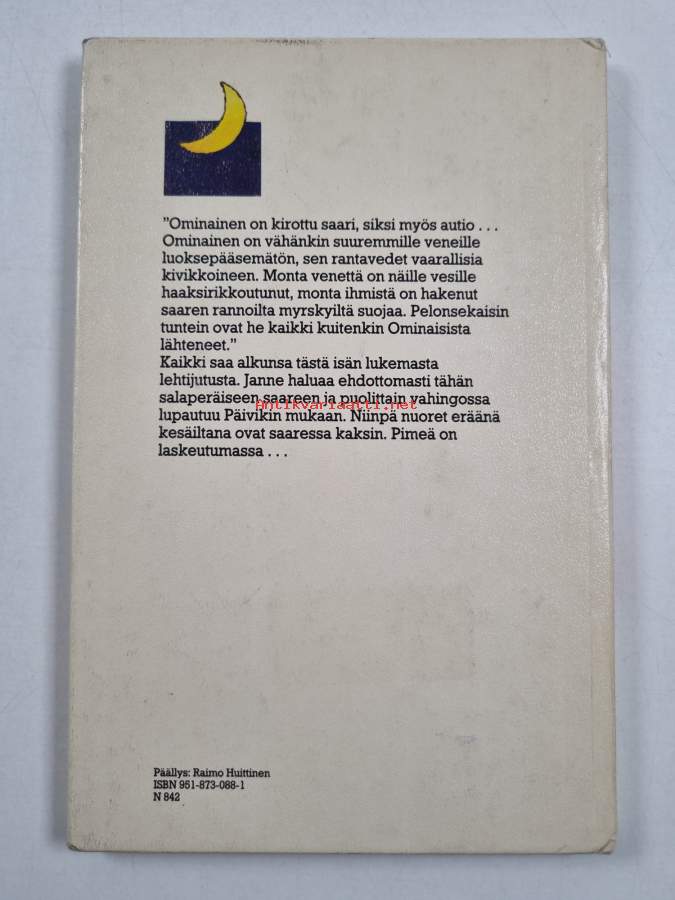 "Ominainen on kirottu saari, siksi myös autio . . .
Ominainen on vähänkin suuremmille veneille
luoksepääsemätön, sen rantavedet vaarallisia
kivikkoineen. Monta venettä on näille vesille
haaksirikkoutunut, monta ihmistä on hakenut
saaren rannoilta myrskyiltä suojaa. Pelonsekaisin
tuntein ovat he kaikki kuitenkin Ominaisista
lähteneet."
Kaikki saa alkunsa tästä isän lukemasta
lehtijutusta. Janne haluaa ehdottomasti tähän
salaperäiseen saareen ja puolittain vahingossa
Antikvariaatti.net
lupautuu Päivikin mukaan. Niinpä nuoret eräänä
kesäiltana ovat saaressa kaksin. Pimeä on
laskeutumassa . . .
Päällys: Raimo Huittinen
ISBN 951-873-088-1
N 842